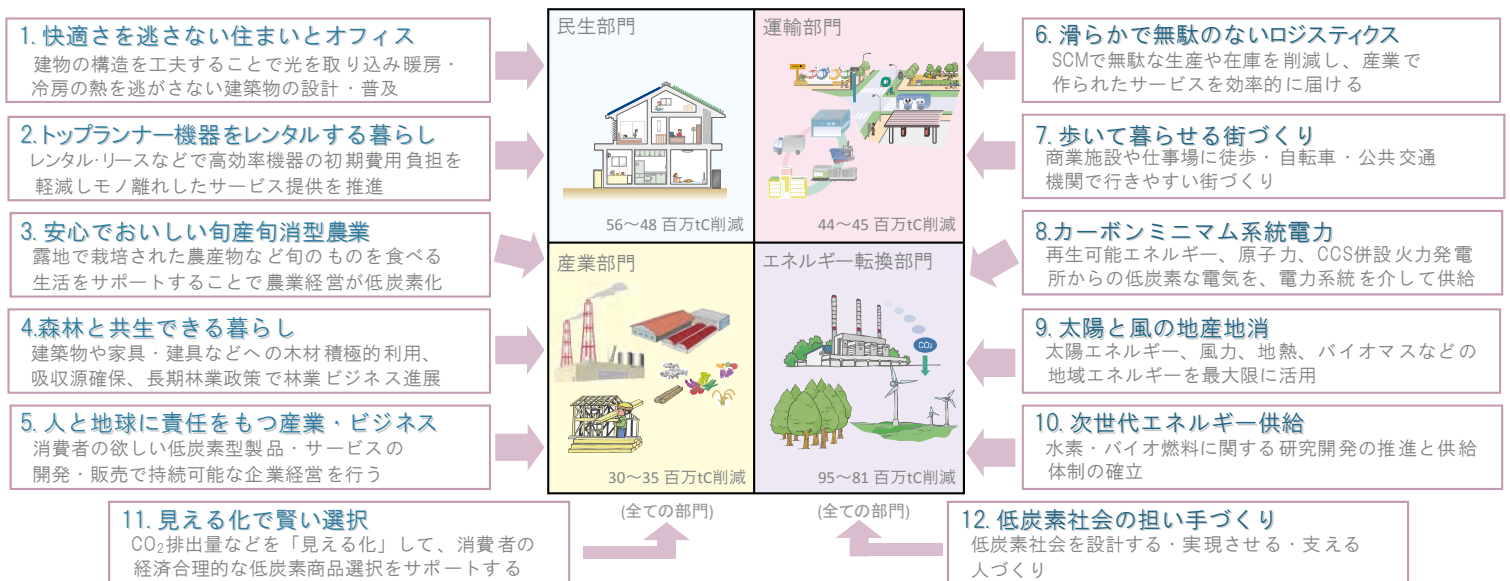 1. 快適さを逃さない住まいとオフィス
建物の構造を工夫することで光を取り込み暖房・
冷房の熱を逃がさない建築物の設計・普及
2.トップランナー機器をレンタルする暮らし
レンタル・リースなどで高効率機器の初期費用負担を
軽減しモノ離れしたサービス提供を推進
3. 安心でおいしい旬産旬消型農業
露地で栽培された農産物など旬のものを食べる
生活をサポートすることで農業経営が低炭素化
4.森林と共生できる暮らし
建築物や家具・建具などへの木材積極的利用、
吸収源確保、長期林業政策で林業ビジネス進展
5. 人と地球に責任をもつ産業・ビジネス
消費者の欲しい低炭素型製品・サービスの
開発・販売で持続可能な企業経営を行う
民生部門
56～48 百万tC削減
運輸部門
44～45 百万tC削減
産業部門
30～35 百万tC削減
エネルギー転換部門
CO₂
95～81 百万tC削減
6. 滑らかで無駄のないロジスティクス
SCMで無駄な生産や在庫を削減し、産業で
作られたサービスを効率的に届ける
7. 歩いて暮らせる街づくり
商業施設や仕事場に徒歩・自転車・公共交通
機関で行きやすい街づくり
8.カーボンミニマム系統電力
再生可能エネルギー、原子力、CCS併設火力発電
所からの低炭素な電気を、電力系統を介して供給
9. 太陽と風の地産地消
太陽エネルギー、風力、地熱、バイオマスなどの
地域エネルギーを最大限に活用
10. 次世代エネルギー供給
水素・バイオ燃料に関する研究開発の推進と供給
体制の確立
11. 見える化で賢い選択
CO₂排出量などを「見える化」して、消費者の
経済合理的な低炭素商品選択をサポートする
(全ての部門)
(全ての部門)
12. 低炭素社会の担い手づくり
低炭素社会を設計する・実現させる・支える
人づくり